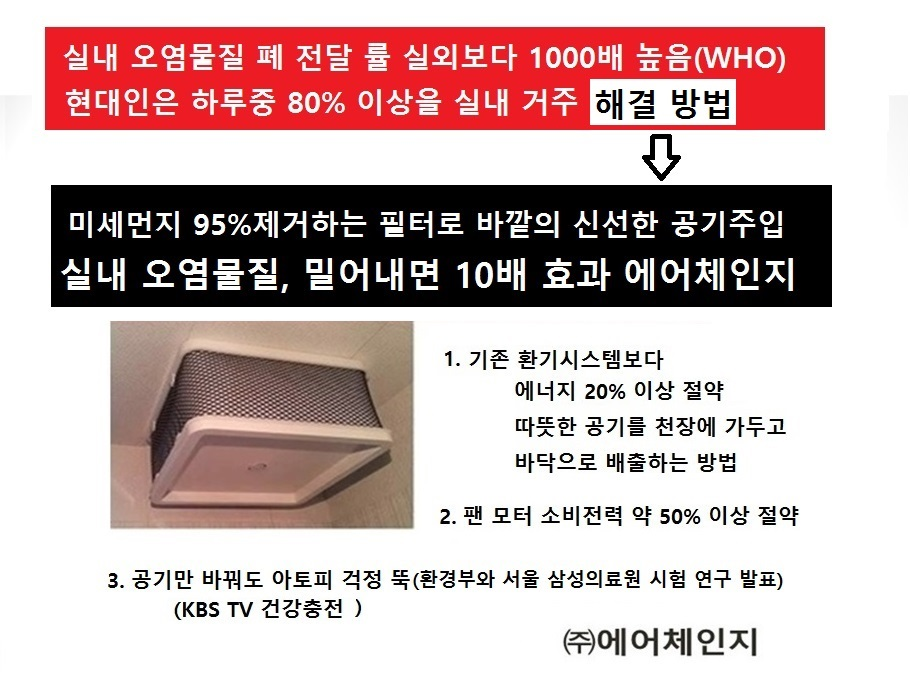 실내 오염묻질 폐 전달 률 실외보다 1000배 높음(WHO)
현대인은 하루중 80% 이상을 실내 거주 해결 방법
미세먼지 95%제거하는 필터로 바깥의 신선한 공기주입
실내 오염물질, 밀어내면 10배 효과 에어체인지
1. 기존 환기시스템보다
에너지 20% 이상 절약
따뜻한 공기를 천장에 가두고
바닥으로 배출하는 방법
2. 팬 모터 소비전력 약 50% 이상 절약
3. 공기만 바꿔도 아토피 걱정 뚝(환경부와 서울 삼성의료원 시험 연구 발표)
(KBS TV 건강충전 )
㈜에어체인지